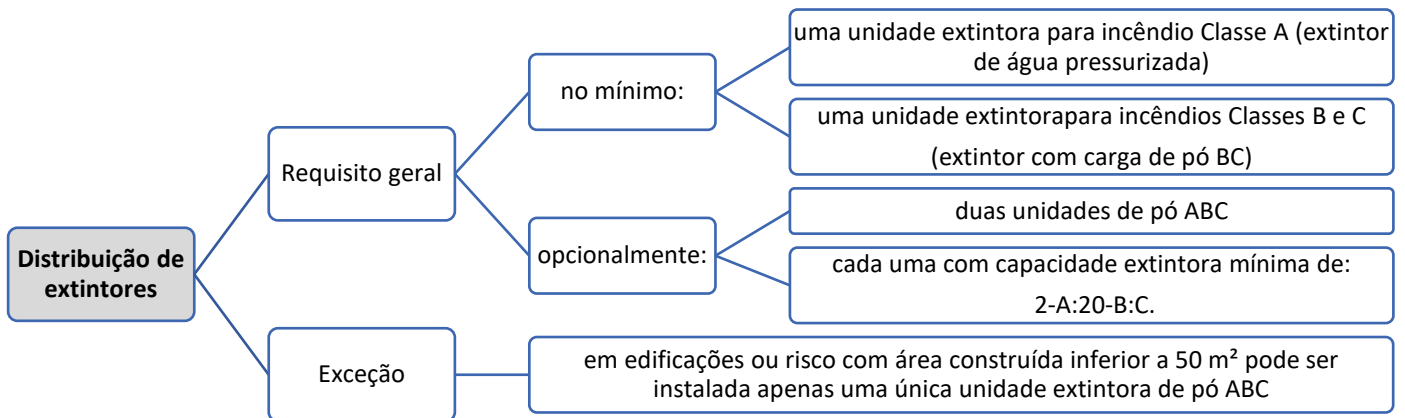 Distribuição de
extintores
Requisito geral
no mínimo:
uma unidade extintora para incêndio Classe A (extintor
de água pressurizada)
uma unidade extintorapara incêndios Classes B e C
(extintor com carga de pó BC)
opcionalmente:
duas unidades de pó ABC
cada uma com capacidade extintora mínima de:
2-A:20-B:C.
Exceção
em edificações ou risco com área construída inferior a 50 m² pode ser
instalada apenas uma única unidade extintora de pó ABC